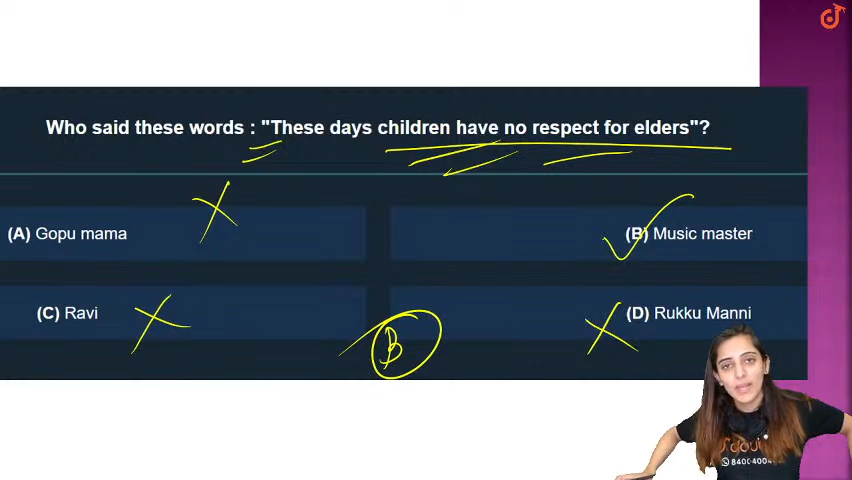 Who said these words : "These days children have no respect for elders"?
(A) Gopu mama
(B) Music master
(C) Ravi
(D) Rukku Manni
B
8400400